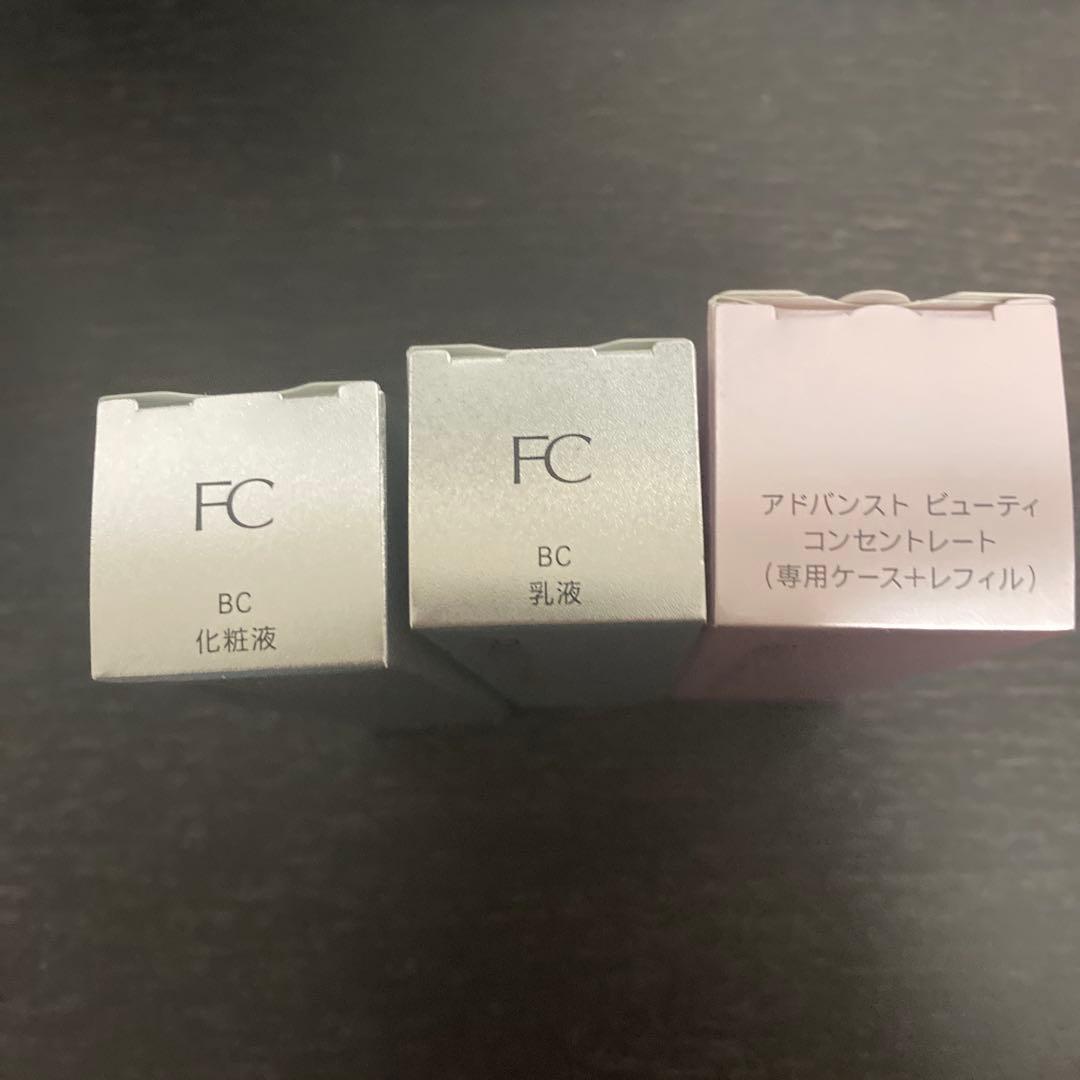 FC
BC
化粧液
FC
BC
乳液
アドバンスト ビューティ
コンセントレート
(専用ケース+レフィル)